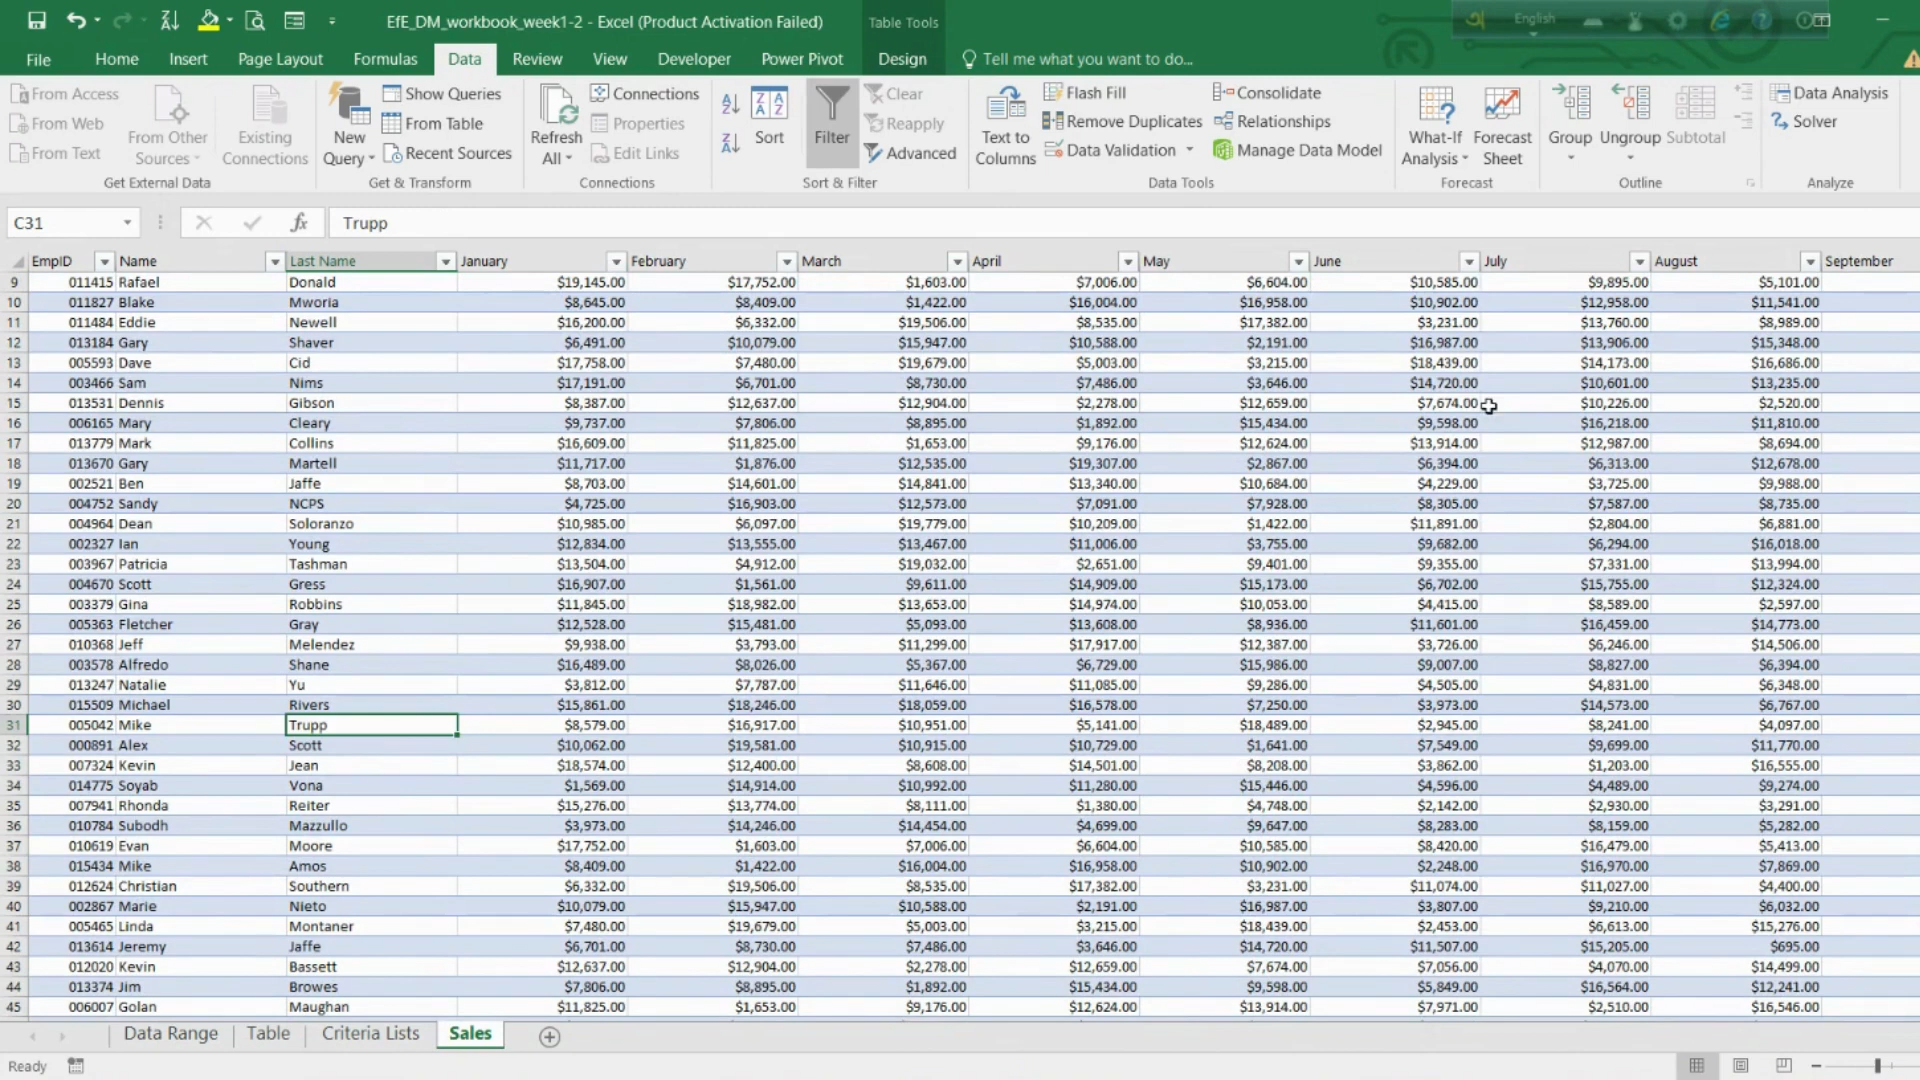 EfE_DM_workbook_week1-2 - Excel (Product Activation Failed)
Table Tools
English
File Home Insert Page Layout Formulas Data Review View Developer Power Pivot Design Tell me what you want to do...
From Access
From Web
From Text
From Other Sources
Existing Connections
Get External Data
New Query
Show Queries
From Table
Recent Sources
Get & Transform
Refresh All
Connections
Properties
Edit Links
Connections
Sort
Filter
Clear
Reapply
Advanced
Sort & Filter
Text to Columns
Flash Fill
Remove Duplicates
Data Validation
Consolidate
Relationships
Manage Data Model
Data Tools
What-If Analysis
Forecast Sheet
Forecast
Group
Ungroup
Subtotal
Outline
Data Analysis
Solver
Analyze
C31 fx Trupp
EmpID Name Last Name January February March April May June July August September
9 011415 Rafael Donald $19,145.00 $17,752.00 $1,603.00 $7,006.00 $6,604.00 $10,585.00 $9,895.00 $5,101.00
10 011827 Blake Mworia $8,645.00 $8,409.00 $1,422.00 $16,004.00 $16,958.00 $10,902.00 $12,958.00 $11,541.00
11 011484 Eddie Newell $16,200.00 $6,332.00 $19,506.00 $8,535.00 $17,382.00 $3,231.00 $13,760.00 $8,989.00
12 013184 Gary Shaver $6,491.00 $10,079.00 $15,947.00 $10,588.00 $2,191.00 $16,987.00 $13,906.00 $15,348.00
13 005593 Dave Cid $17,758.00 $7,480.00 $19,679.00 $5,003.00 $3,215.00 $18,439.00 $14,173.00 $16,686.00
14 003466 Sam Nims $17,191.00 $6,701.00 $8,730.00 $7,486.00 $3,646.00 $14,720.00 $10,601.00 $13,235.00
15 013531 Dennis Gibson $8,387.00 $12,637.00 $12,904.00 $2,278.00 $12,659.00 $7,674.00 $10,226.00 $2,520.00
16 006165 Mary Cleary $9,737.00 $7,806.00 $8,895.00 $1,892.00 $15,434.00 $9,598.00 $16,218.00 $11,810.00
17 013779 Mark Collins $16,609.00 $11,825.00 $1,653.00 $9,176.00 $12,624.00 $13,914.00 $12,987.00 $8,694.00
18 013670 Gary Martell $11,717.00 $1,876.00 $12,535.00 $19,307.00 $2,867.00 $6,394.00 $6,313.00 $12,678.00
19 002521 Ben Jaffe $8,703.00 $14,601.00 $14,841.00 $13,340.00 $10,684.00 $4,229.00 $3,725.00 $9,988.00
20 004752 Sandy NCPS $4,725.00 $16,903.00 $12,573.00 $7,091.00 $7,928.00 $8,305.00 $7,587.00 $8,735.00
21 004964 Dean Soloranzo $10,985.00 $6,097.00 $19,779.00 $10,209.00 $1,422.00 $11,891.00 $2,804.00 $6,881.00
22 002327 Ian Young $12,834.00 $13,555.00 $13,467.00 $11,006.00 $3,755.00 $9,682.00 $6,294.00 $16,018.00
23 003967 Patricia Tashman $13,504.00 $4,912.00 $19,032.00 $2,651.00 $9,401.00 $9,355.00 $7,331.00 $13,994.00
24 004670 Scott Gress $16,907.00 $1,561.00 $9,611.00 $14,909.00 $15,173.00 $6,702.00 $15,755.00 $12,324.00
25 003379 Gina Robbins $11,845.00 $18,982.00 $13,653.00 $14,974.00 $10,053.00 $4,415.00 $8,589.00 $2,597.00
26 005363 Fletcher Gray $12,528.00 $15,481.00 $5,093.00 $13,608.00 $8,936.00 $11,601.00 $16,459.00 $14,773.00
27 010368 Jeff Melendez $9,938.00 $3,793.00 $11,299.00 $17,917.00 $12,387.00 $3,726.00 $6,246.00 $14,506.00
28 003578 Alfredo Shane $16,489.00 $8,026.00 $5,367.00 $6,729.00 $15,986.00 $9,007.00 $8,827.00 $6,394.00
29 013247 Natalie Yu $3,812.00 $7,787.00 $11,646.00 $11,085.00 $9,286.00 $4,505.00 $4,831.00 $6,348.00
30 015509 Michael Rivers $15,861.00 $18,246.00 $18,059.00 $16,578.00 $7,250.00 $3,973.00 $14,573.00 $6,767.00
31 005042 Mike Trupp $8,579.00 $16,917.00 $10,951.00 $5,141.00 $18,489.00 $2,945.00 $8,241.00 $4,097.00
32 000891 Alex Scott $10,062.00 $19,581.00 $10,915.00 $10,729.00 $1,641.00 $7,549.00 $9,699.00 $11,770.00
33 007324 Kevin Jean $18,574.00 $12,400.00 $8,608.00 $14,501.00 $8,208.00 $3,862.00 $1,203.00 $16,555.00
34 014775 Soyab Vona $1,569.00 $14,914.00 $10,992.00 $11,280.00 $15,446.00 $4,596.00 $4,489.00 $9,274.00
35 007941 Rhonda Reiter $15,276.00 $13,774.00 $8,111.00 $1,380.00 $4,748.00 $2,142.00 $2,930.00 $3,291.00
36 010784 Subodh Mazzullo $3,973.00 $14,246.00 $14,454.00 $4,699.00 $9,647.00 $8,283.00 $8,159.00 $5,282.00
37 010619 Evan Moore $17,752.00 $1,603.00 $7,006.00 $6,604.00 $10,585.00 $8,420.00 $16,479.00 $5,413.00
38 015434 Mike Amos $8,409.00 $1,422.00 $16,004.00 $16,958.00 $10,902.00 $2,248.00 $16,970.00 $7,869.00
39 012624 Christian Southern $6,332.00 $19,506.00 $8,535.00 $17,382.00 $3,231.00 $11,074.00 $11,027.00 $4,400.00
40 002867 Marie Nieto $10,079.00 $15,947.00 $10,588.00 $2,191.00 $16,987.00 $3,807.00 $9,210.00 $6,032.00
41 005465 Linda Montaner $7,480.00 $19,679.00 $5,003.00 $3,215.00 $18,439.00 $2,453.00 $6,613.00 $15,276.00
42 013614 Jeremy Jaffe $6,701.00 $8,730.00 $7,486.00 $3,646.00 $14,720.00 $11,507.00 $15,205.00 $695.00
43 012020 Kevin Bassett $12,637.00 $12,904.00 $2,278.00 $12,659.00 $7,674.00 $7,056.00 $4,070.00 $14,499.00
44 013374 Jim Browes $7,806.00 $8,895.00 $1,892.00 $15,434.00 $9,598.00 $5,849.00 $16,564.00 $12,241.00
45 006007 Golan Maughan $11,825.00 $1,653.00 $9,176.00 $12,624.00 $13,914.00 $7,971.00 $2,510.00 $16,546.00
Data Range Table Criteria Lists Sales
Ready